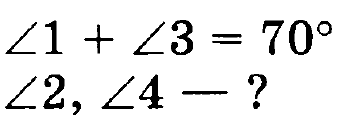 ∠1 + ∠3 = 70°
∠2, ∠4 — ?